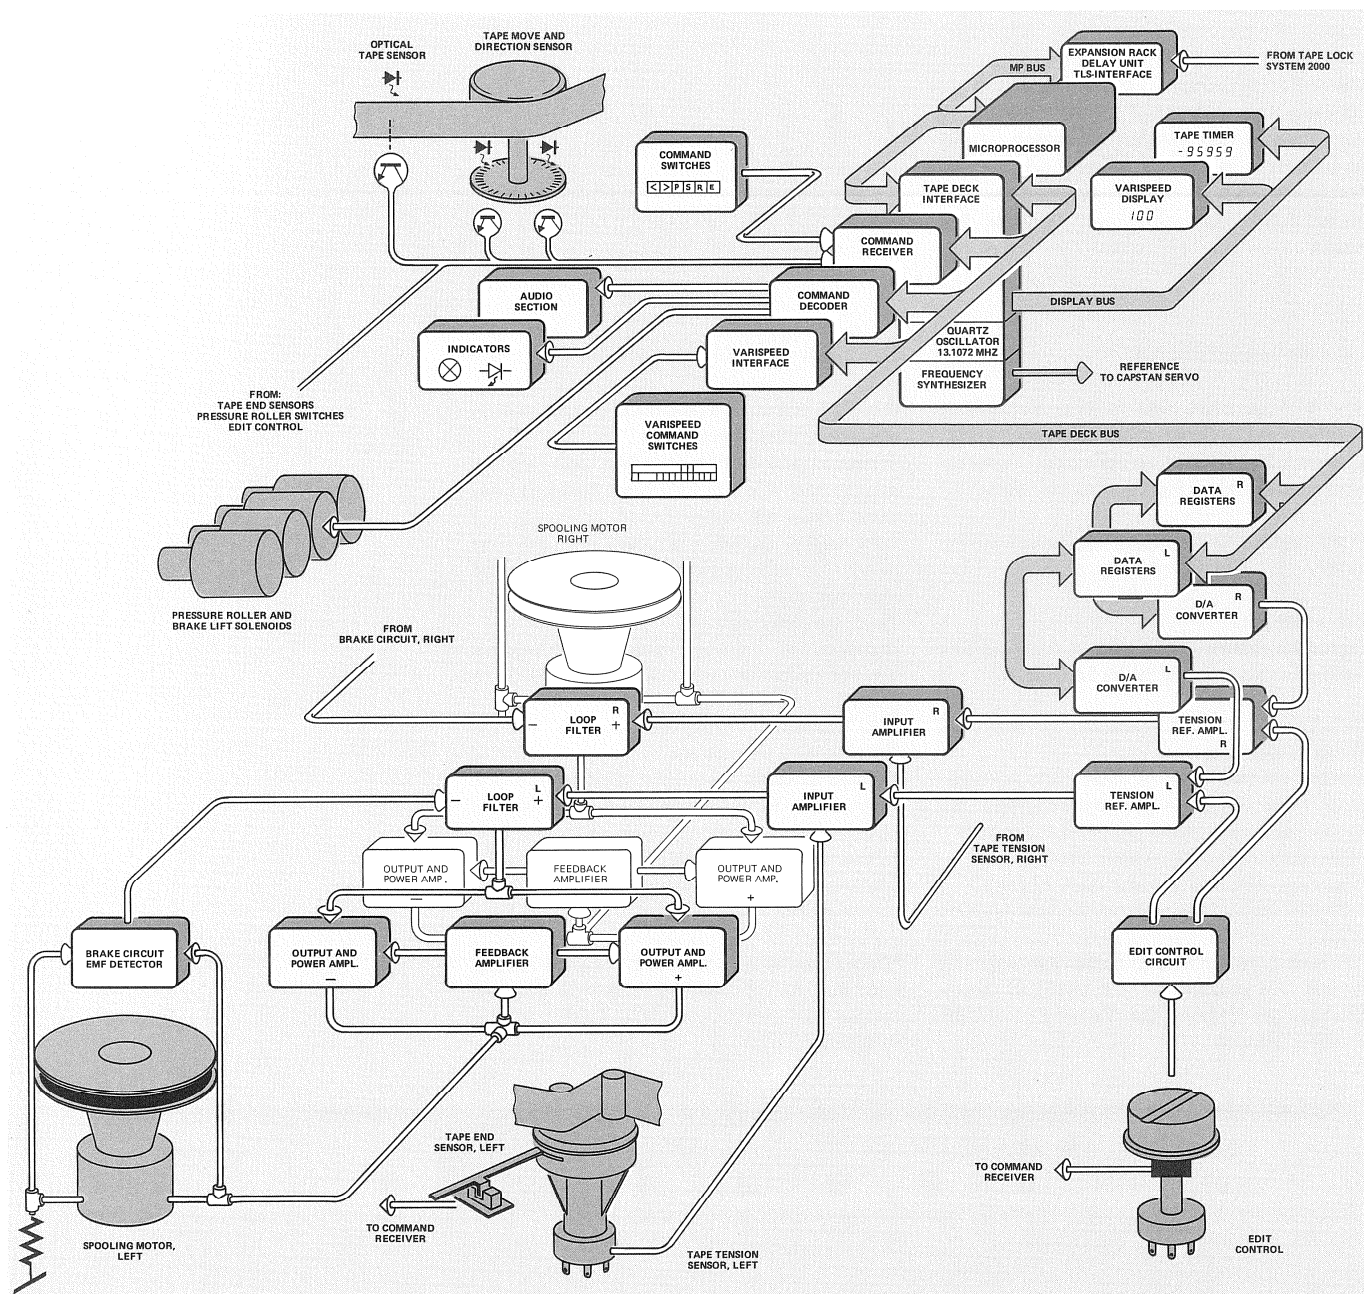 OPTICAL
TAPE SENSOR
TAPE MOVE AND
DIRECTION SENSOR
MP BUS
EXPANSION RACK
DELAY UNIT
TLS-INTERFACE
FROM TAPE LOCK
SYSTEM 2000
MICROPROCESSOR
TAPE TIMER
-95959
COMMAND
SWITCHES
< > P S R E
TAPE DECK
INTERFACE
VARISPEED
DISPLAY
100
COMMAND
RECEIVER
AUDIO
SECTION
COMMAND
DECODER
DISPLAY BUS
INDICATORS
VARISPEED
INTERFACE
QUARTZ
OSCILLATOR
13.1072 MHZ
FREQUENCY
SYNTHESIZER
REFERENCE
TO CAPSTAN SERVO
FROM:
TAPE END SENSORS
PRESSURE ROLLER SWITCHES
EDIT CONTROL
VARISPEED
COMMAND
SWITCHES
TAPE DECK BUS
DATA R
REGISTERS
SPOOLING MOTOR
RIGHT
DATA L
REGISTERS
D/A R
CONVERTER
PRESSURE ROLLER AND
BRAKE LIFT SOLENOIDS
FROM
BRAKE CIRCUIT, RIGHT
D/A L
CONVERTER
R
LOOP
FILTER
− +
R
INPUT
AMPLIFIER
TENSION
REF. AMPL.
R
L
LOOP
FILTER
− +
L
INPUT
AMPLIFIER
L
TENSION
REF. AMPL.
FROM
TAPE TENSION
SENSOR, RIGHT
OUTPUT AND
POWER AMP.
−
FEEDBACK
AMPLIFIER
OUTPUT AND
POWER AMP.
+
BRAKE CIRCUIT
EMF DETECTOR
OUTPUT AND
POWER AMPL.
−
FEEDBACK
AMPLIFIER
OUTPUT AND
POWER AMPL.
+
EDIT CONTROL
CIRCUIT
TAPE END
SENSOR, LEFT
TO COMMAND
RECEIVER
TO COMMAND
RECEIVER
SPOOLING MOTOR,
LEFT
TAPE TENSION
SENSOR, LEFT
EDIT
CONTROL